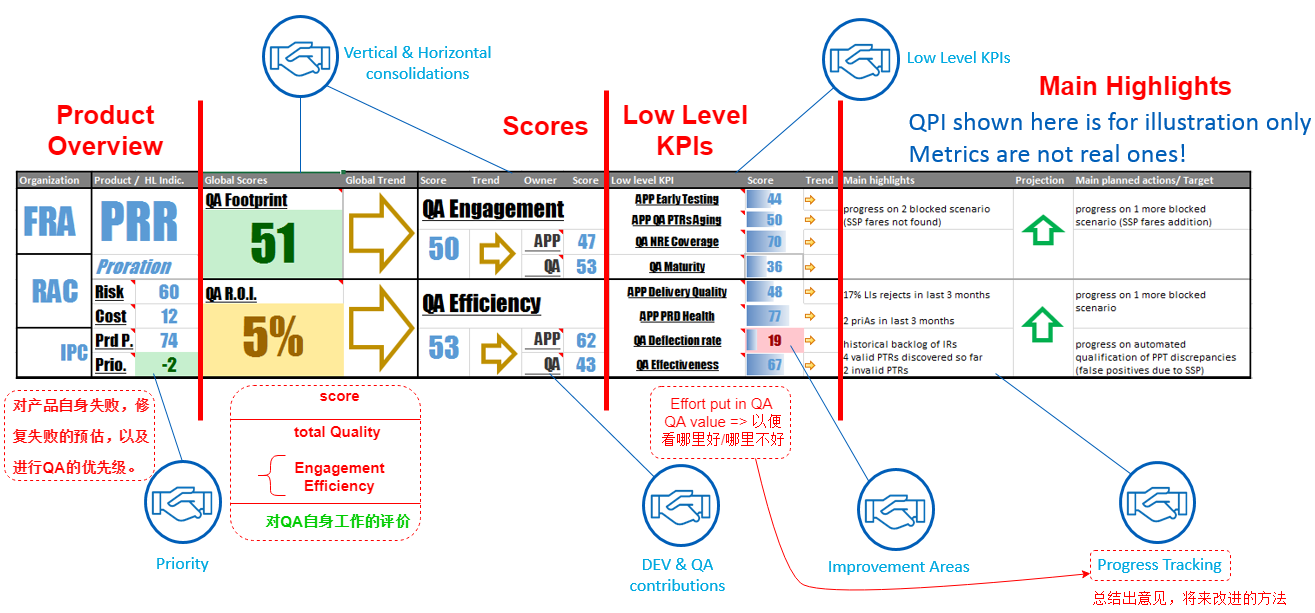 Vertical & Horizontal
consolidations
Low Level KPIs
Product
Overview
Scores
Low Level
KPIs
Main Highlights
QPI shown here is for illustration only
Metrics are not real ones!
Organization Product / HL Indic. Global Scores Global Trend Score Trend Owner Score Low level KPI Score Trend Main highlights Projection Main planned actions/ Target
FRA
PRR
QA Footprint
51
QA Engagement
50
APP 47
QA 53
APP Early Testing 44
APP QA PTRs Aging 50
QA NRE Coverage 70
QA Maturity 36
progress on 2 blocked scenario
(SSP fares not found)
progress on 1 more blocked
scenario (SSP fares addition)
Proration
RAC
IPC
Risk 60
Cost 12
Prd P. 74
Prio. -2
QA R.O.I.
5%
QA Efficiency
53
APP 62
QA 43
APP Delivery Quality 48
APP PRD Health 77
QA Deflection rate 19
QA Effectiveness 67
17% LIs rejects in last 3 months
2 priAs in last 3 months
historical backlog of IRs
4 valid PTRs discovered so far
2 invalid PTRs
progress on 1 more blocked
scenario
progress on automated
qualification of PPT discrepancies
(false positives due to SSP)
对产品自身失败，修
复失败的预估，以及
进行QA的优先级。
score
total Quality
Engagement
Efficiency
对QA自身工作的评价
Effort put in QA
QA value => 以便
看哪里好/哪里不好
Priority
DEV & QA
contributions
Improvement Areas
Progress Tracking
总结出意见，将来改进的方法